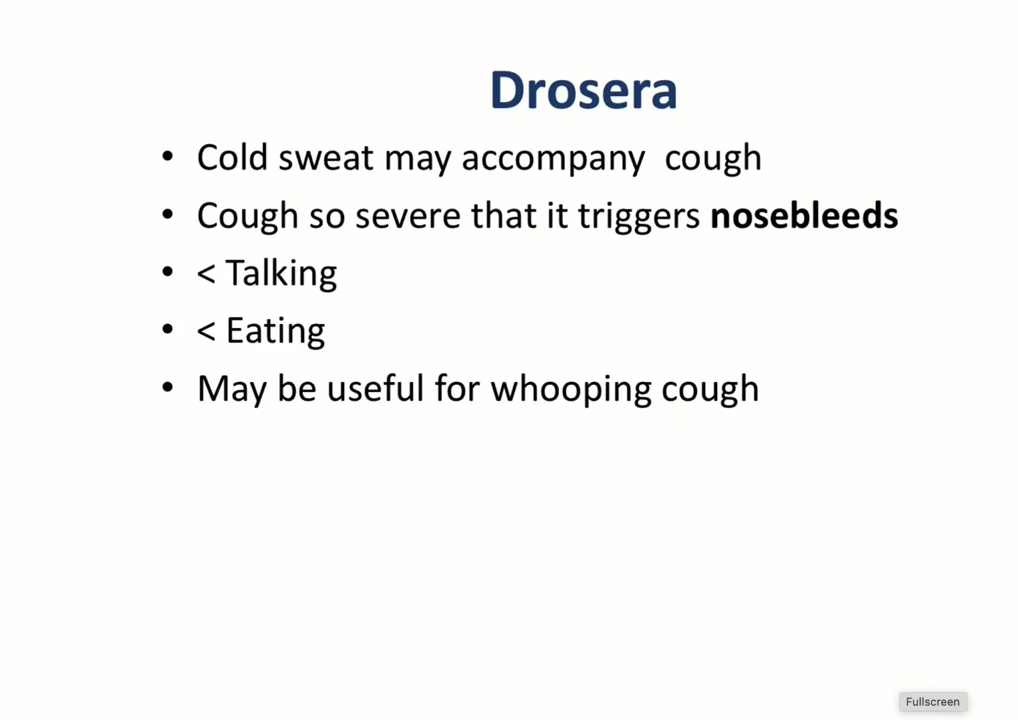 Drosera
• Cold sweat may accompany  cough
• Cough so severe that it triggers nosebleeds
• < Talking
• < Eating
• May be useful for whooping cough
Fullscreen